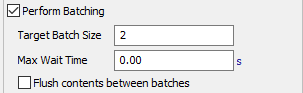 Perform Batching
Target Batch Size 2
Max Wait Time 0.00 s
Flush contents between batches